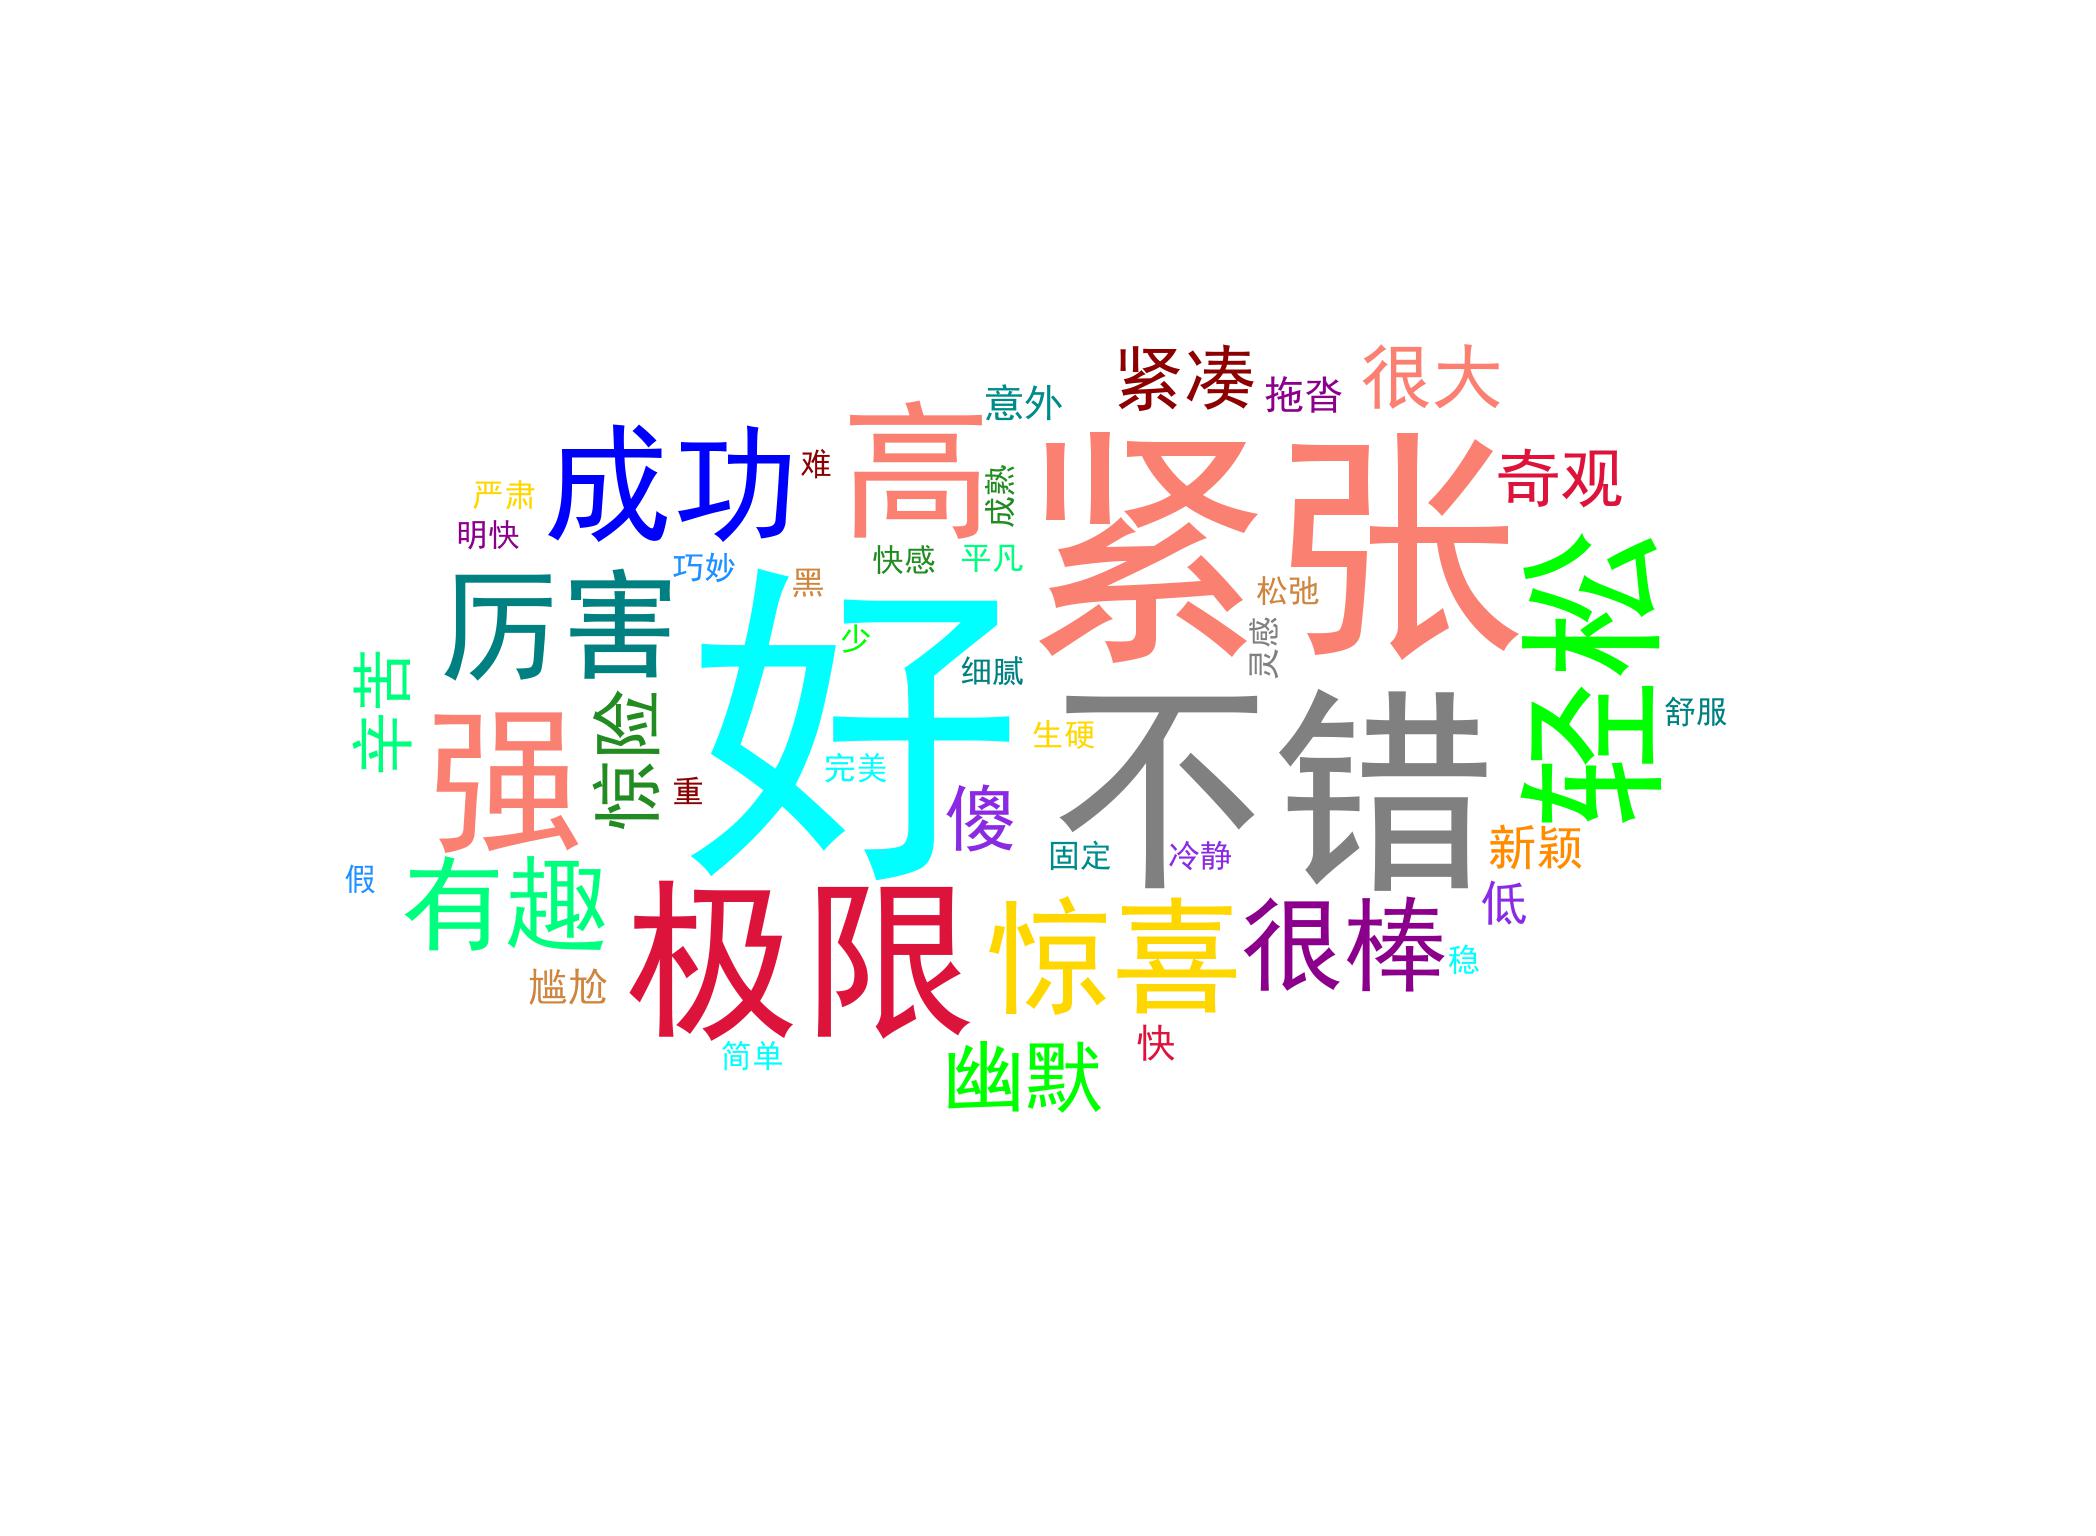 紧凑
拖沓
很大
意外
高
成功
难
紧张
奇观
成熟
严肃
明快
快感
平凡
巧妙
黑
厉害
好
松弛
轻松
少
灵感
细腻
辛苦
惊险
强
不错
舒服
生硬
完美
重
傻
固定
冷静
新颖
假
有趣
极限
惊喜
很棒
低
稳
尴尬
快
简单
幽默